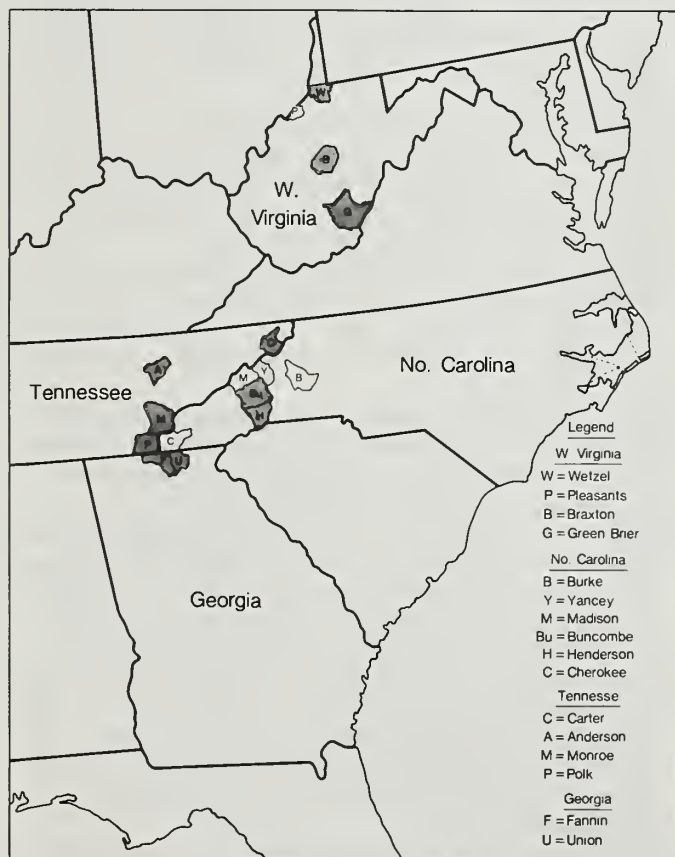 W
P
B
W.
Virginia
G
C
A
No. Carolina
Tennessee
M
Y
B
Bu
M
H
P
C
U
Georgia
Legend
W Virginia
W = Wetzel
P = Pleasants
B = Braxton
G = Green Brier
No. Carolina
B = Burke
Y = Yancey
M = Madison
Bu = Buncombe
H = Henderson
C = Cherokee
Tennesse
C = Carter
A = Anderson
M = Monroe
P = Polk
Georgia
F = Fannin
U = Union